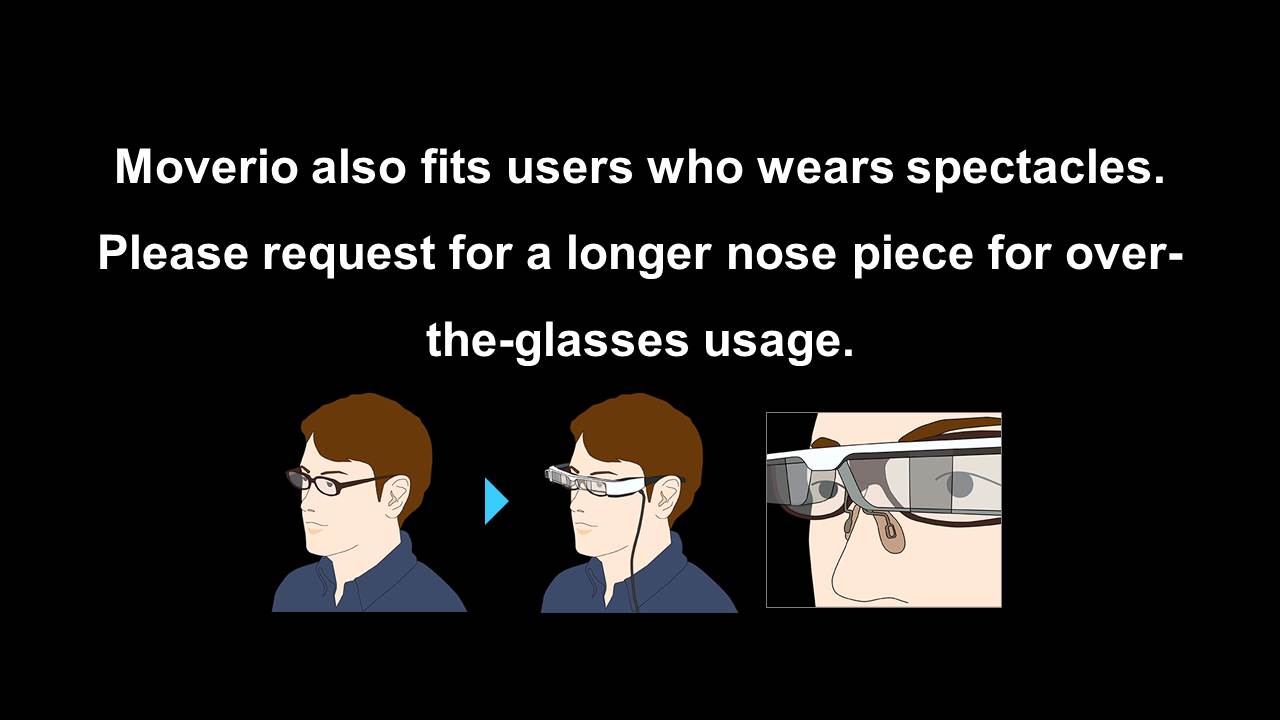 Moverio also fits users who wears spectacles.
Please request for a longer nose piece for over-
the-glasses usage.